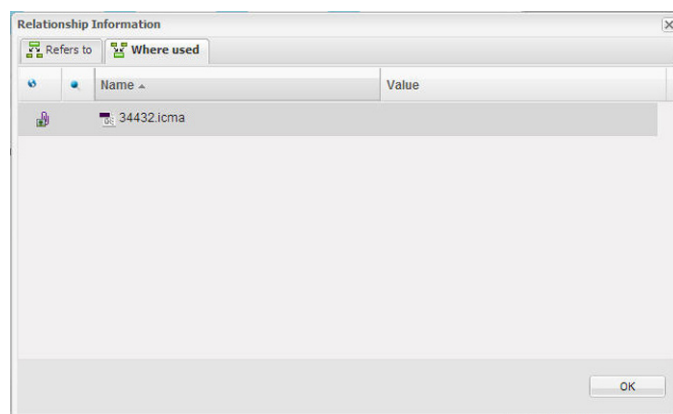 Relationship Information
Refers to
Where used
Name
Value
34432.icma
OK